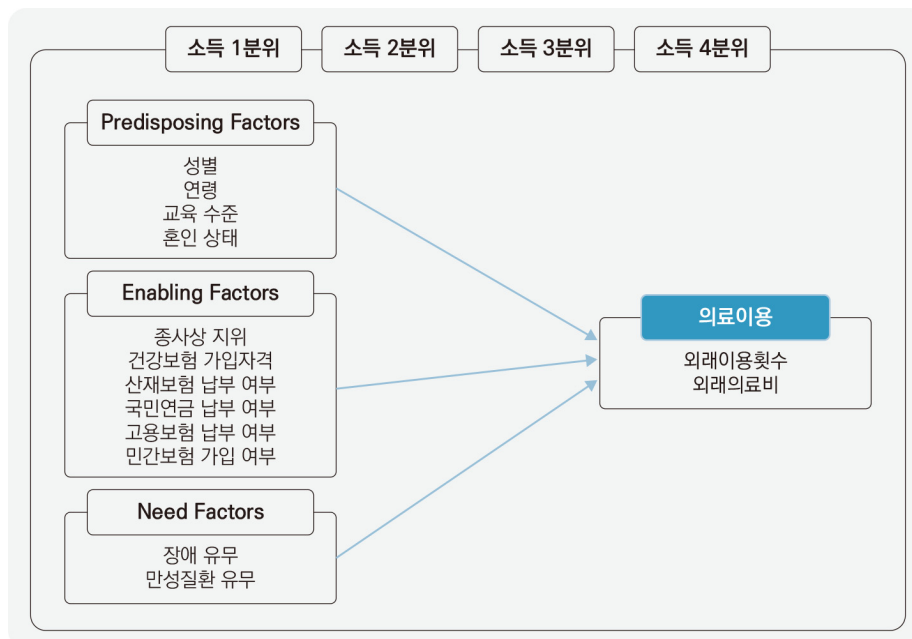 소득 1분위
소득 2분위
소득 3분위
소득 4분위
Predisposing Factors
성별
연령
교육 수준
혼인 상태
Enabling Factors
종사상 지위
건강보험 가입자격
산재보험 납부 여부
국민연금 납부 여부
고용보험 납부 여부
민간보험 가입 여부
Need Factors
장애 유무
만성질환 유무
의료이용
외래이용횟수
외래의료비